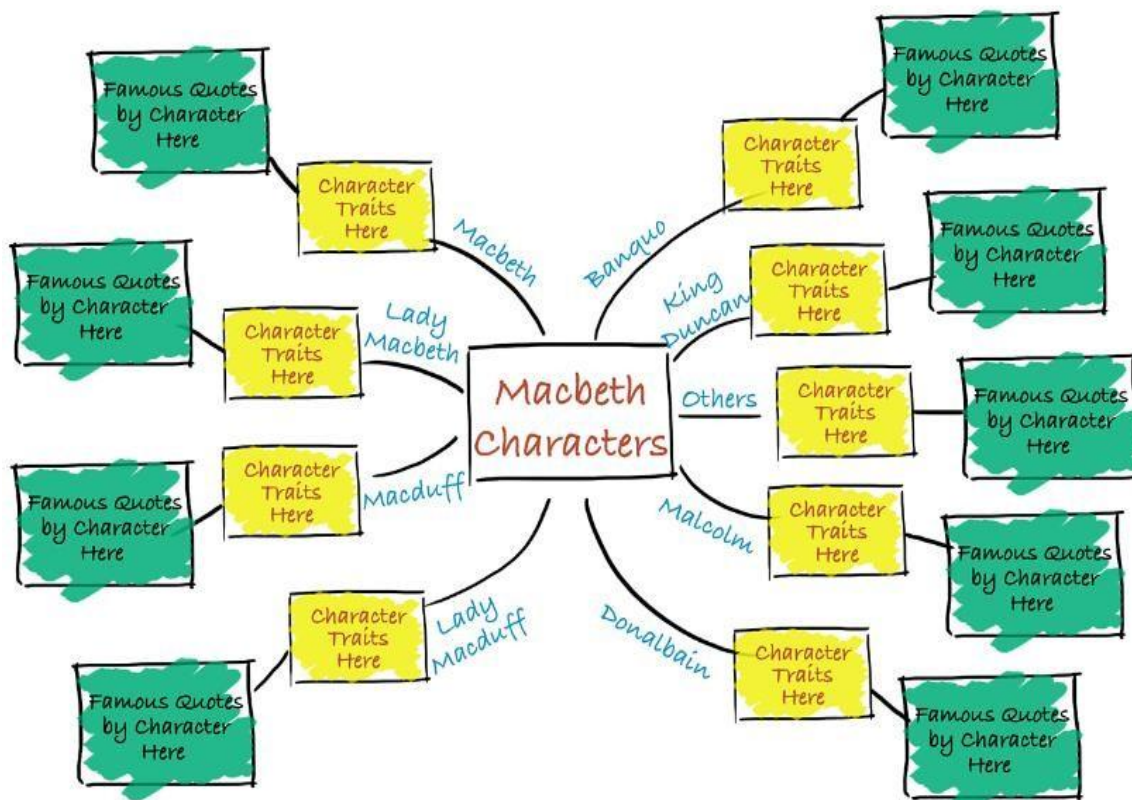 Macbeth
Characters
Macbeth
Character
Traits
Here
Famous Quotes
by Character
Here
Lady
Macbeth
Character
Traits
Here
Famous Quotes
by Character
Here
Macduff
Character
Traits
Here
Famous Quotes
by Character
Here
Lady
Macduff
Character
Traits
Here
Famous Quotes
by Character
Here
Banquo
Character
Traits
Here
Famous Quotes
by Character
Here
King
Duncan
Character
Traits
Here
Famous Quotes
by Character
Here
Others
Character
Traits
Here
Famous Quotes
by Character
Here
Malcolm
Character
Traits
Here
Famous Quotes
by Character
Here
Donalbain
Character
Traits
Here
Famous Quotes
by Character
Here